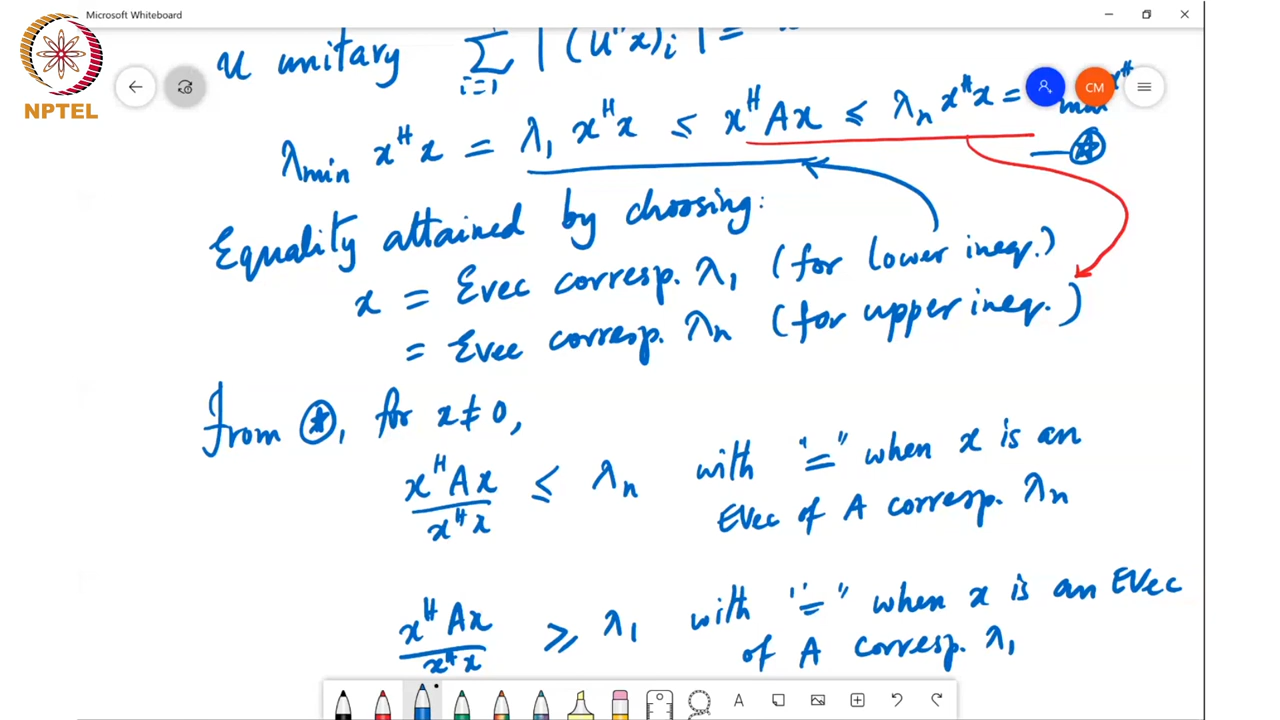 Microsoft Whiteboard
NPTEL
CM
U unitary ∑ᵢ₌₁ |(Uᴴx)ᵢ| =
λmin xᴴx = λ₁ xᴴx ≤ xᴴAx ≤ λₙ xᴴx =
Equality attained by choosing:
x = Evec corresp. λ₁ (for lower ineq.)
= Evec corresp. λₙ (for upper ineq.)
From ⊛, for x ≠ 0,
xᴴAx / xᴴx ≤ λₙ with "=" when x is an
EVec of A corresp. λₙ
xᴴAx / xᴴx ≥ λ₁ with "=" when x is an EVec
of A corresp. λ₁